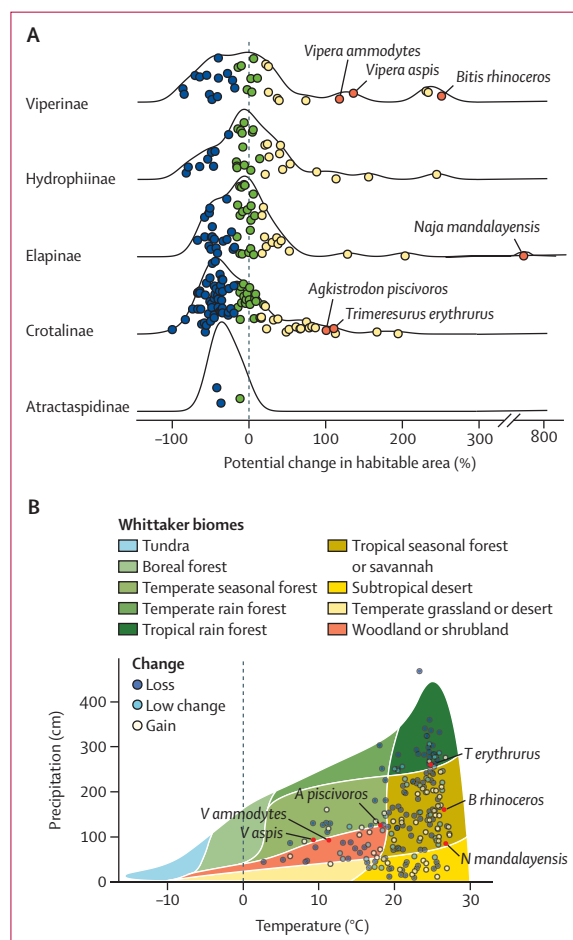 A
Vipera ammodytes
Vipera aspis
Bitis rhinoceros
Viperinae
Hydrophiinae
Naja mandalayensis
Elapinae
Agkistrodon piscivoros
Trimeresurus erythrurus
Crotalinae
Atractaspidinae
–100 0 100 200 300 800
Potential change in habitable area (%)
B
Whittaker biomes
Tundra
Boreal forest
Temperate seasonal forest
Temperate rain forest
Tropical rain forest
Tropical seasonal forest
or savannah
Subtropical desert
Temperate grassland or desert
Woodland or shrubland
Change
Loss
Low change
Gain
Precipitation (cm)
400
300
200
100
0
T erythrurus
A piscivoros
B rhinoceros
V ammodytes
V aspis
N mandalayensis
–10 0 10 20 30
Temperature (°C)